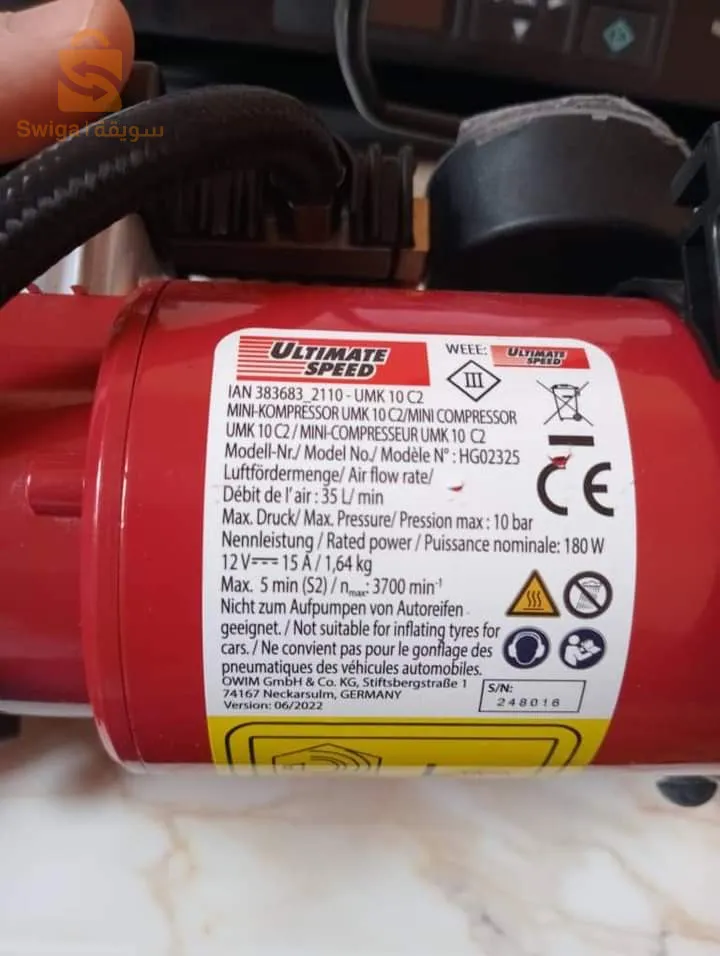 Swiqa | سويقة
ULTIMATE
SPEED
WEEE: ULTIMATE
SPEED
III
IAN 383683_2110 - UMK 10 C2
MINI-KOMPRESSOR UMK 10 C2/MINI COMPRESSOR
UMK 10 C2 / MINI-COMPRESSEUR UMK 10 C2
Modell-Nr./ Model No./ Modèle N° : HG02325
Luftfördermenge/ Air flow rate/
Débit de l'air : 35 L/ min
CE
Max. Druck/ Max. Pressure/ Pression max : 10 bar
Nennleistung / Rated power / Puissance nominale: 180 W
12 V⎓ 15 A / 1,64 kg
Max. 5 min (S2) / nmax: 3700 min⁻¹
Nicht zum Aufpumpen von Autoreifen
geeignet. / Not suitable for inflating tyres for
cars. / Ne convient pas pour le gonflage des
pneumatiques des véhicules automobiles.
OWIM GmbH & Co. KG, Stiftsbergstraße 1
74167 Neckarsulm, GERMANY
Version: 06/2022
S/N:
248016